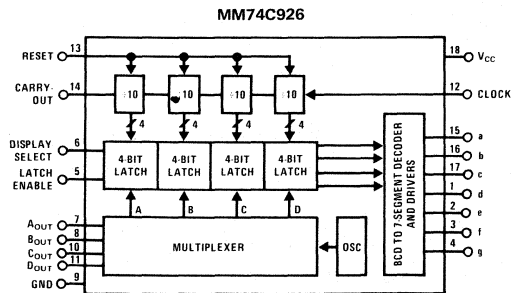 MM74C926
RESET 13
18 VCC
CARRY-OUT 14
÷10 ÷10 ÷10 ÷10
12 CLOCK
4 4 4 4
DISPLAY SELECT 6
LATCH ENABLE 5
4-BIT LATCH
4-BIT LATCH
4-BIT LATCH
4-BIT LATCH
BCD TO 7-SEGMENT DECODER AND DRIVERS
15 a
16 b
17 c
1 d
2 e
3 f
4 g
A B C D
AOUT 7
BOUT 8
COUT 10
DOUT 11
GND 9
MULTIPLEXER
OSC